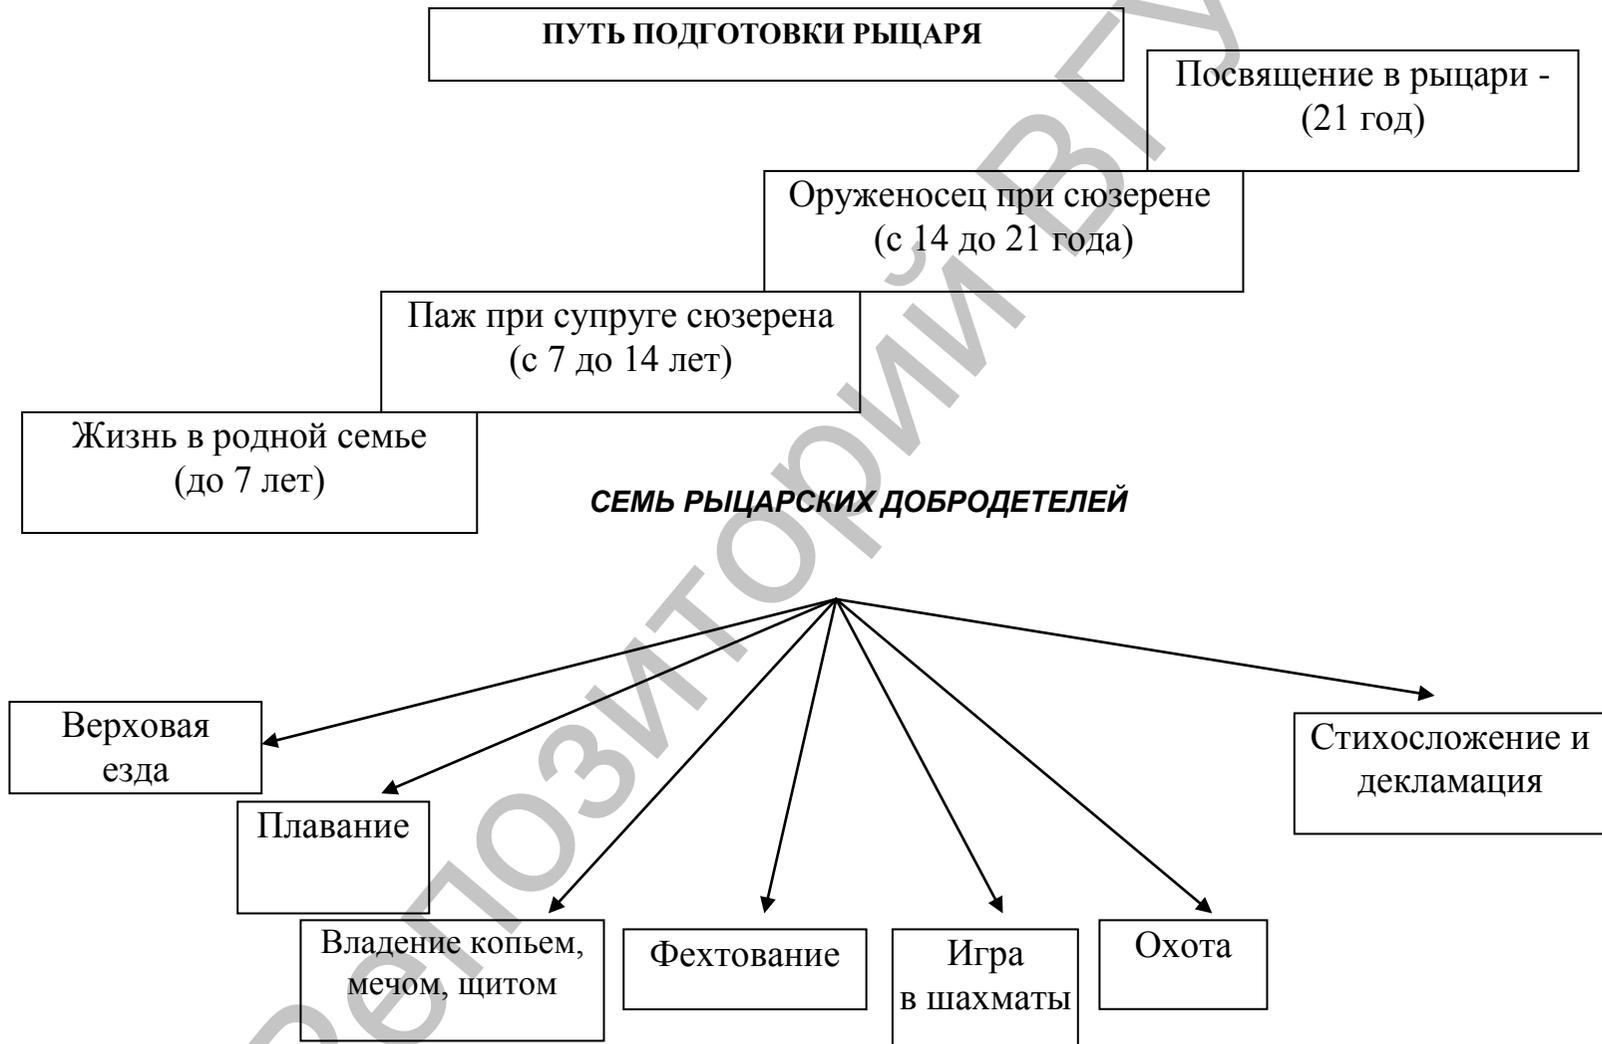 ПУТЬ ПОДГОТОВКИ РЫЦАРЯ
Посвящение в рыцари -
(21 год)
Оруженосец при сюзерене
(с 14 до 21 года)
Паж при супруге сюзерена
(с 7 до 14 лет)
Жизнь в родной семье
(до 7 лет)
СЕМЬ РЫЦАРСКИХ ДОБРОДЕТЕЛЕЙ
Верховая
езда
Плавание
Владение копьем,
мечом, щитом
Фехтование
Игра
в шахматы
Охота
Стихосложение и
декламация
Репозиторий ВГУ